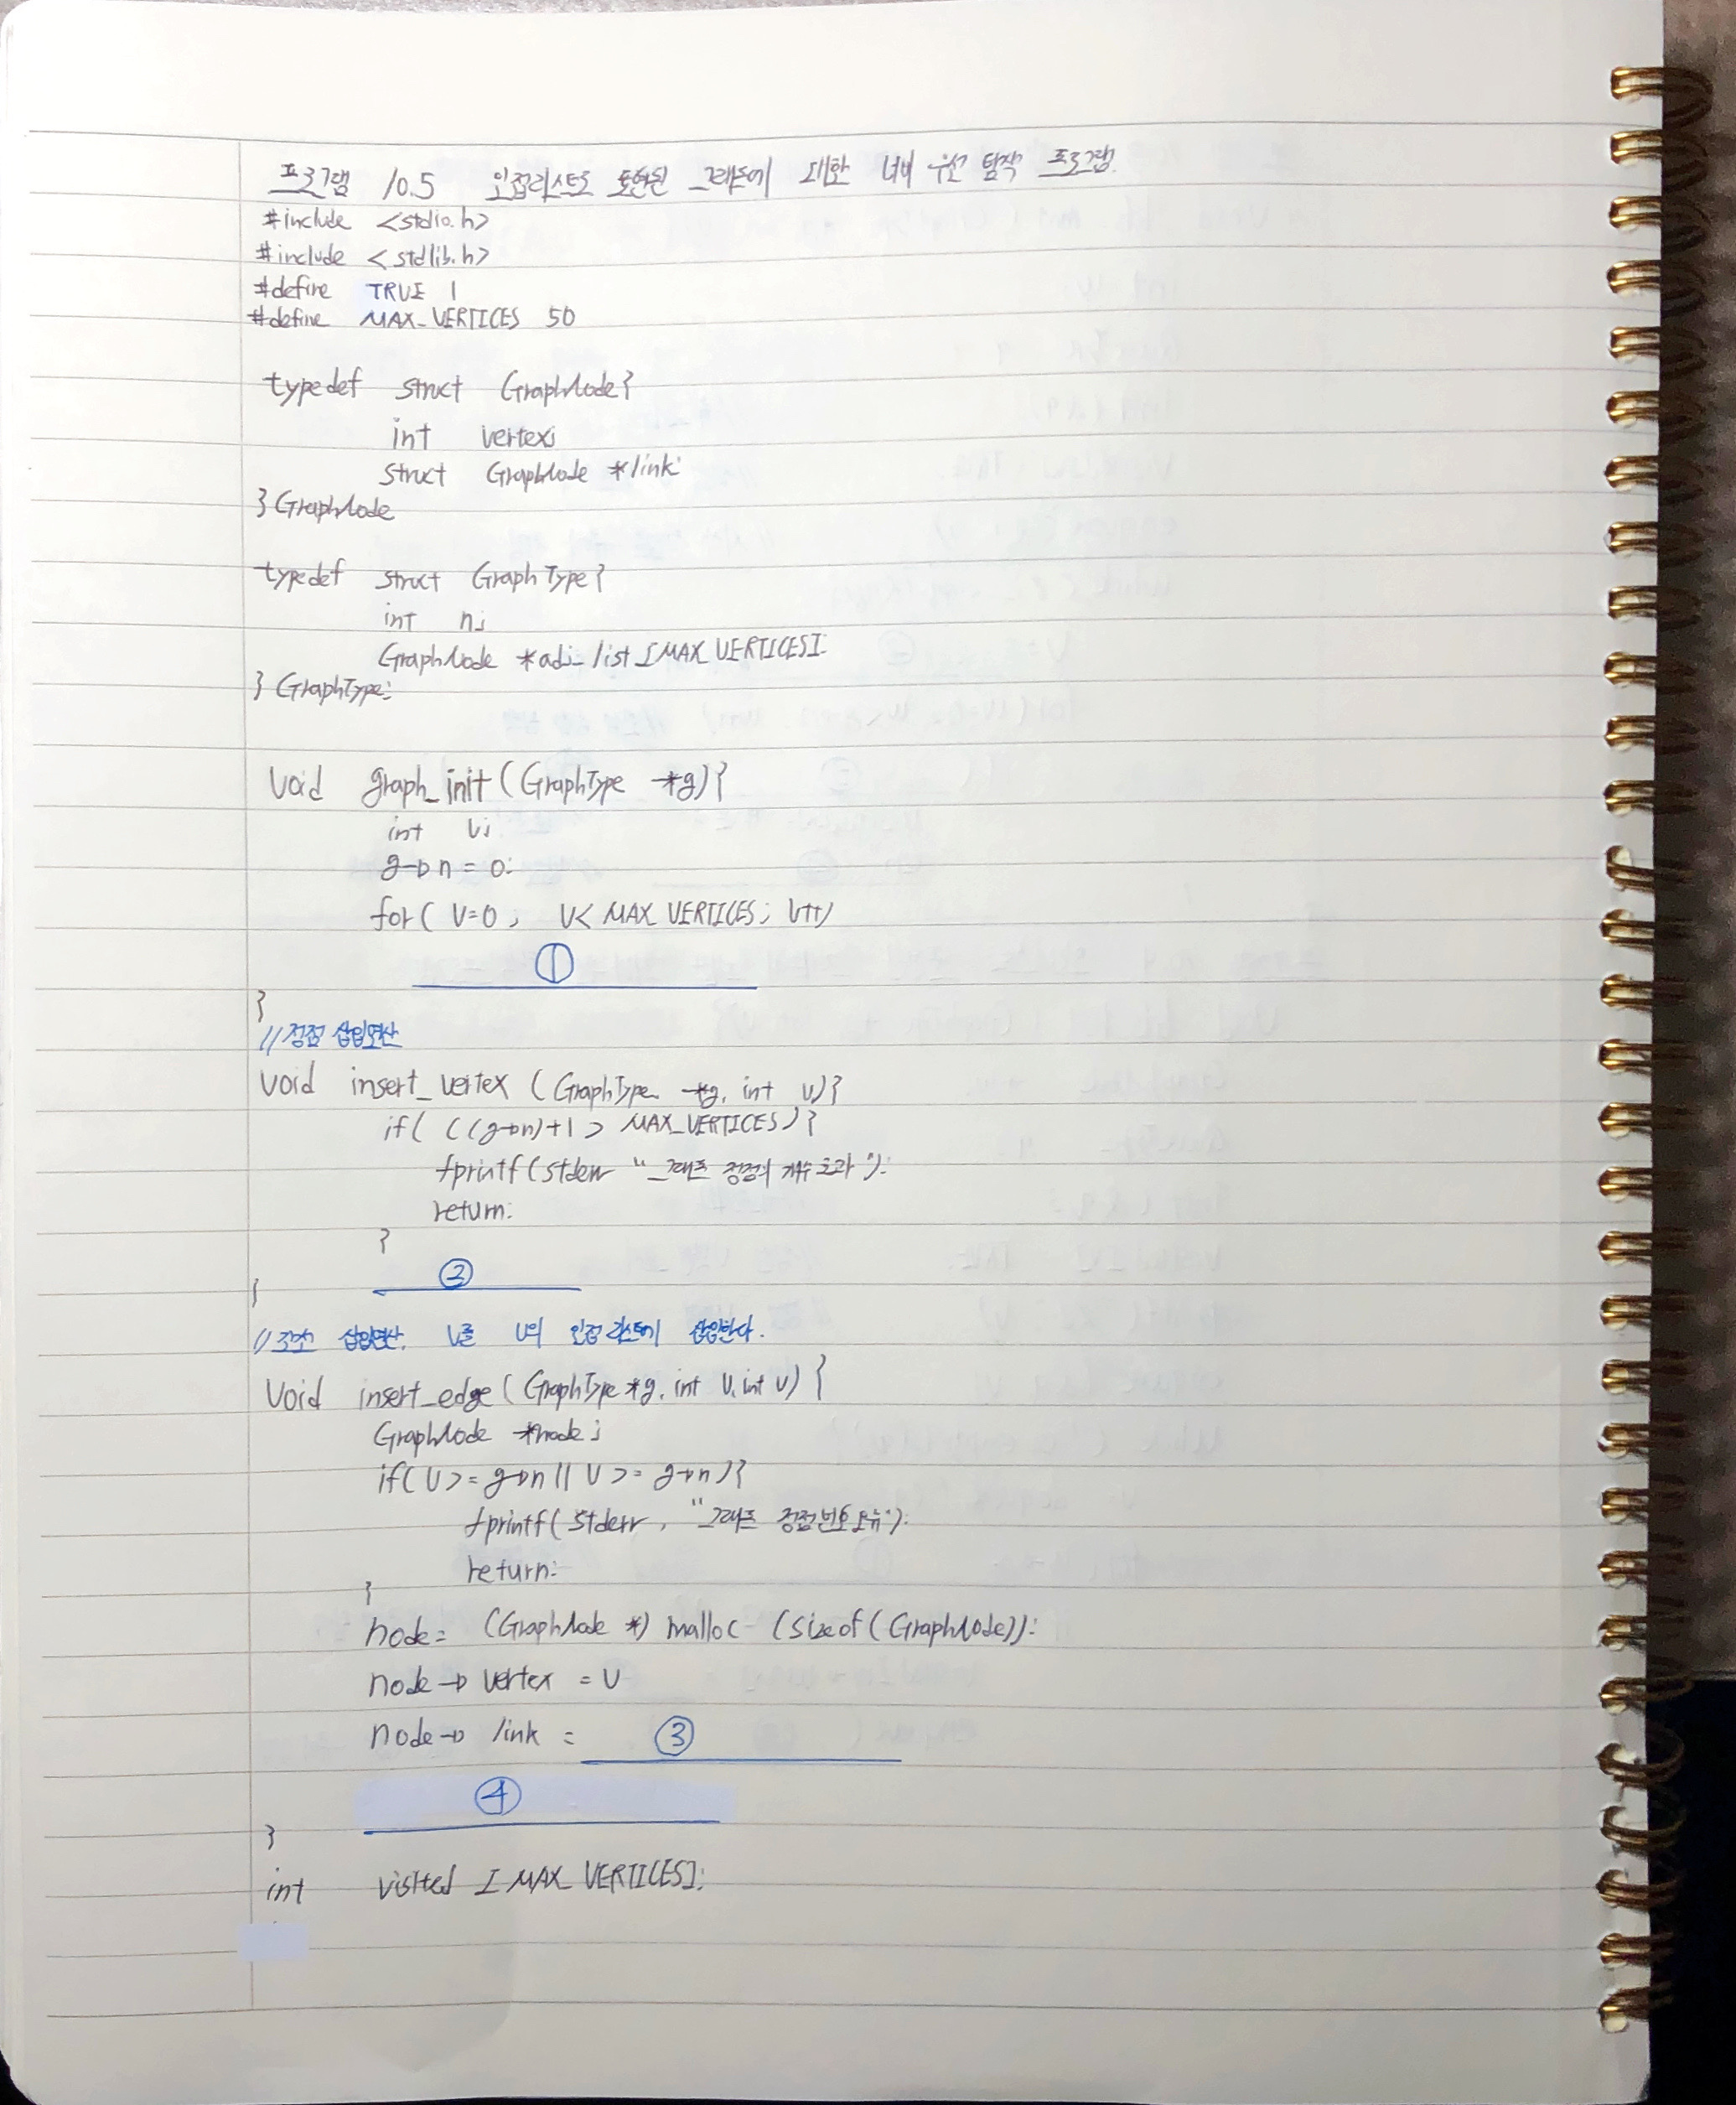 프로그램 10.5 인접리스트로 표현된 그래프에 대한 너비 우선 탐색 프로그램.
#include <stdio.h>
#include <stdlib.h>
#define TRUE 1
#define MAX_VERTICES 50
typedef struct GraphNode{
int vertex;
struct GraphNode *link;
} GraphNode
typedef struct GraphType{
int n;
GraphNode *adj_list[MAX_VERTICES];
} GraphType;
void graph_init(GraphType *g){
int v;
g->n = 0;
for( v=0, v< MAX_VERTICES; v++)
①
}
//정점 삽입연산
void insert_vertex (GraphType *g, int v){
if( ((g->n)+1 > MAX_VERTICES){
fprintf(stderr "그래프 정점의 개수초과");
return;
}
②
}
//간선 삽입연산. v를 u의 인접리스트에 삽입한다.
void insert_edge(GraphType *g, int u, int v) {
GraphNode *node;
if(u >= g->n || v >= g->n){
fprintf(stderr, "그래프 정점번호오류");
return;
}
node= (GraphNode *) malloc (sizeof(GraphNode));
node-> vertex = v
node-> link = ③
④
}
int visited [MAX_VERTICES];